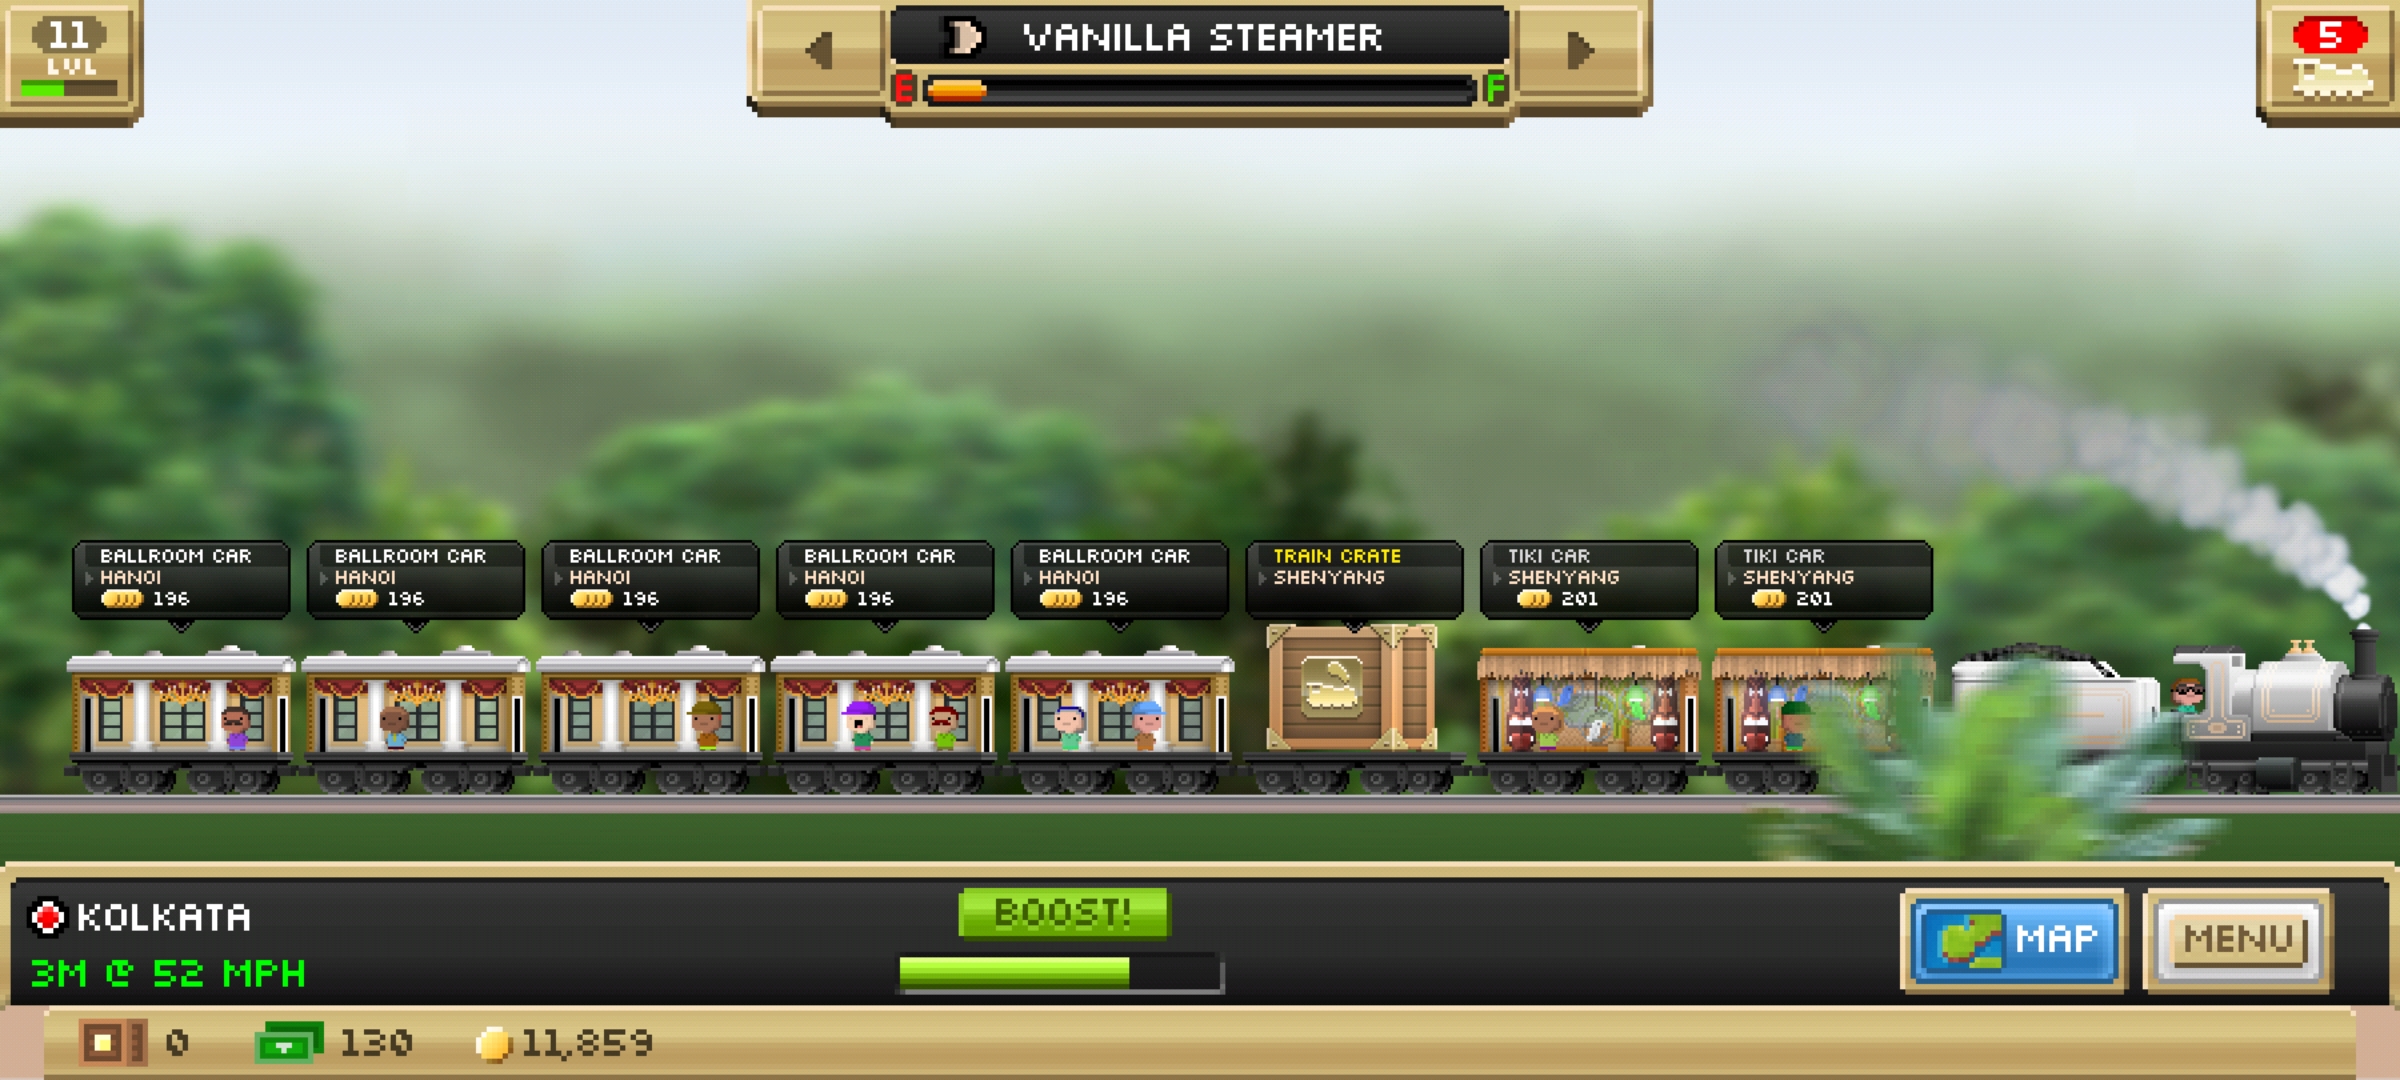 11
LVL
VANILLA STEAMER
E F
5
BALLROOM CAR
HANOI
196
BALLROOM CAR
HANOI
196
BALLROOM CAR
HANOI
196
BALLROOM CAR
HANOI
196
BALLROOM CAR
HANOI
196
TRAIN CRATE
SHENYANG
TIKI CAR
SHENYANG
201
TIKI CAR
SHENYANG
201
KOLKATA
3M @ 52 MPH
BOOST!
MAP
MENU
0 130 11,859